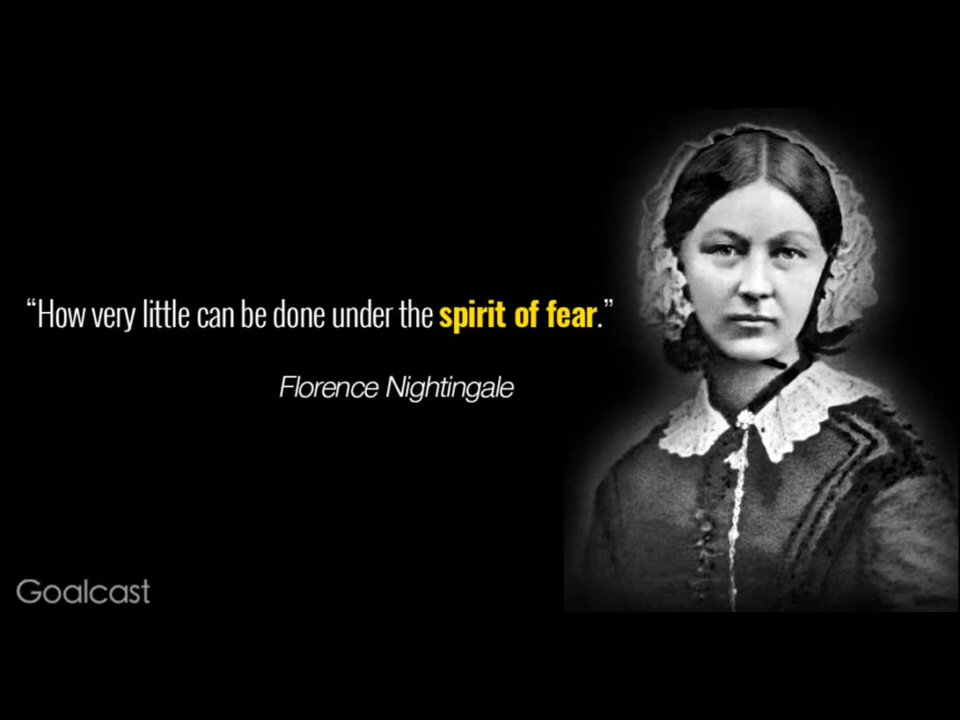 “How very little can be done under the spirit of fear.”
Florence Nightingale
Goalcast